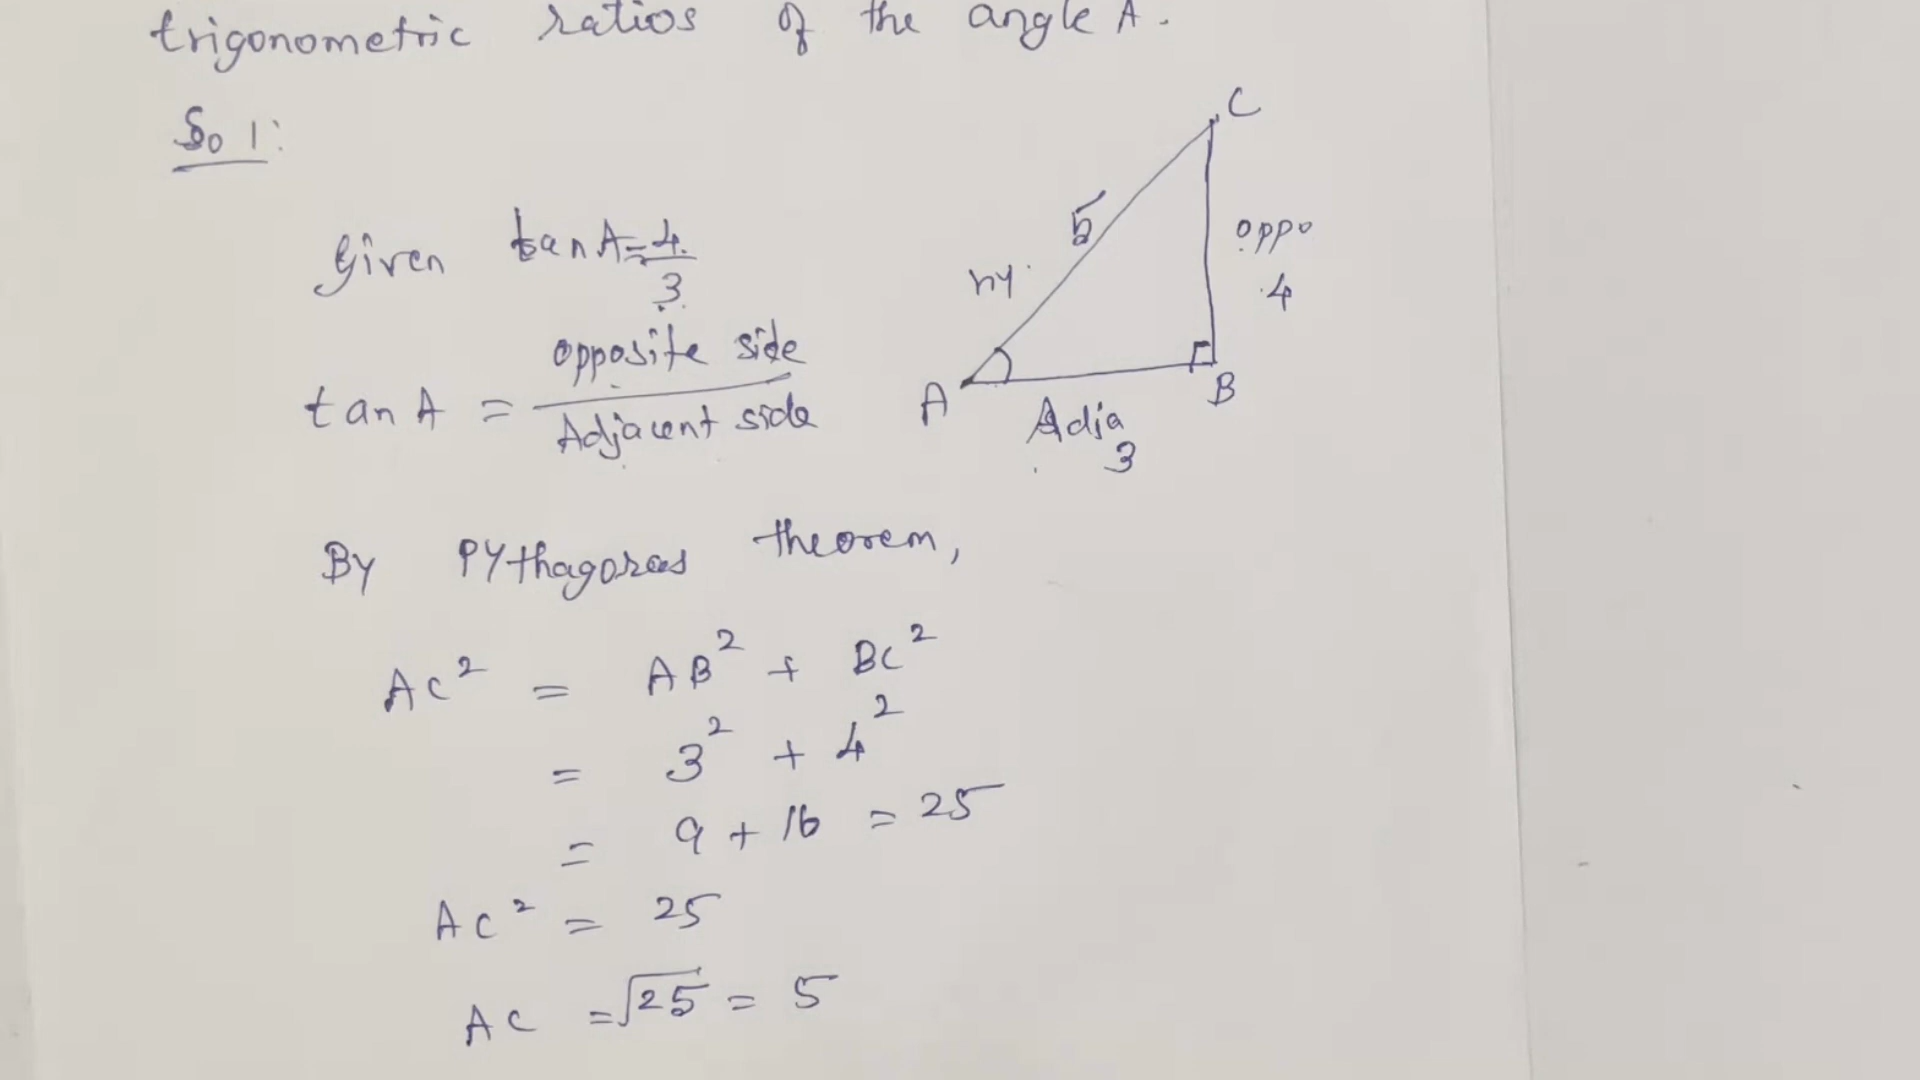 trigonometric ratios of the angle A.
Sol:
Given tan A = 4/3
tan A = opposite side / Adjacent side
C
5
hy
oppo
4
A
B
Adja
3
By PYthagoras theorem,
AC² = AB² + BC²
= 3² + 4²
= 9 + 16 = 25
AC² = 25
AC = √25 = 5